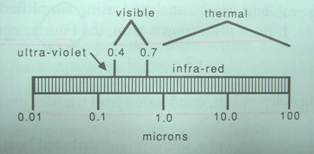 visible thermal
ultra-violet 0.4 0.7
infra-red
0.01 0.1 1.0 10.0 100
microns